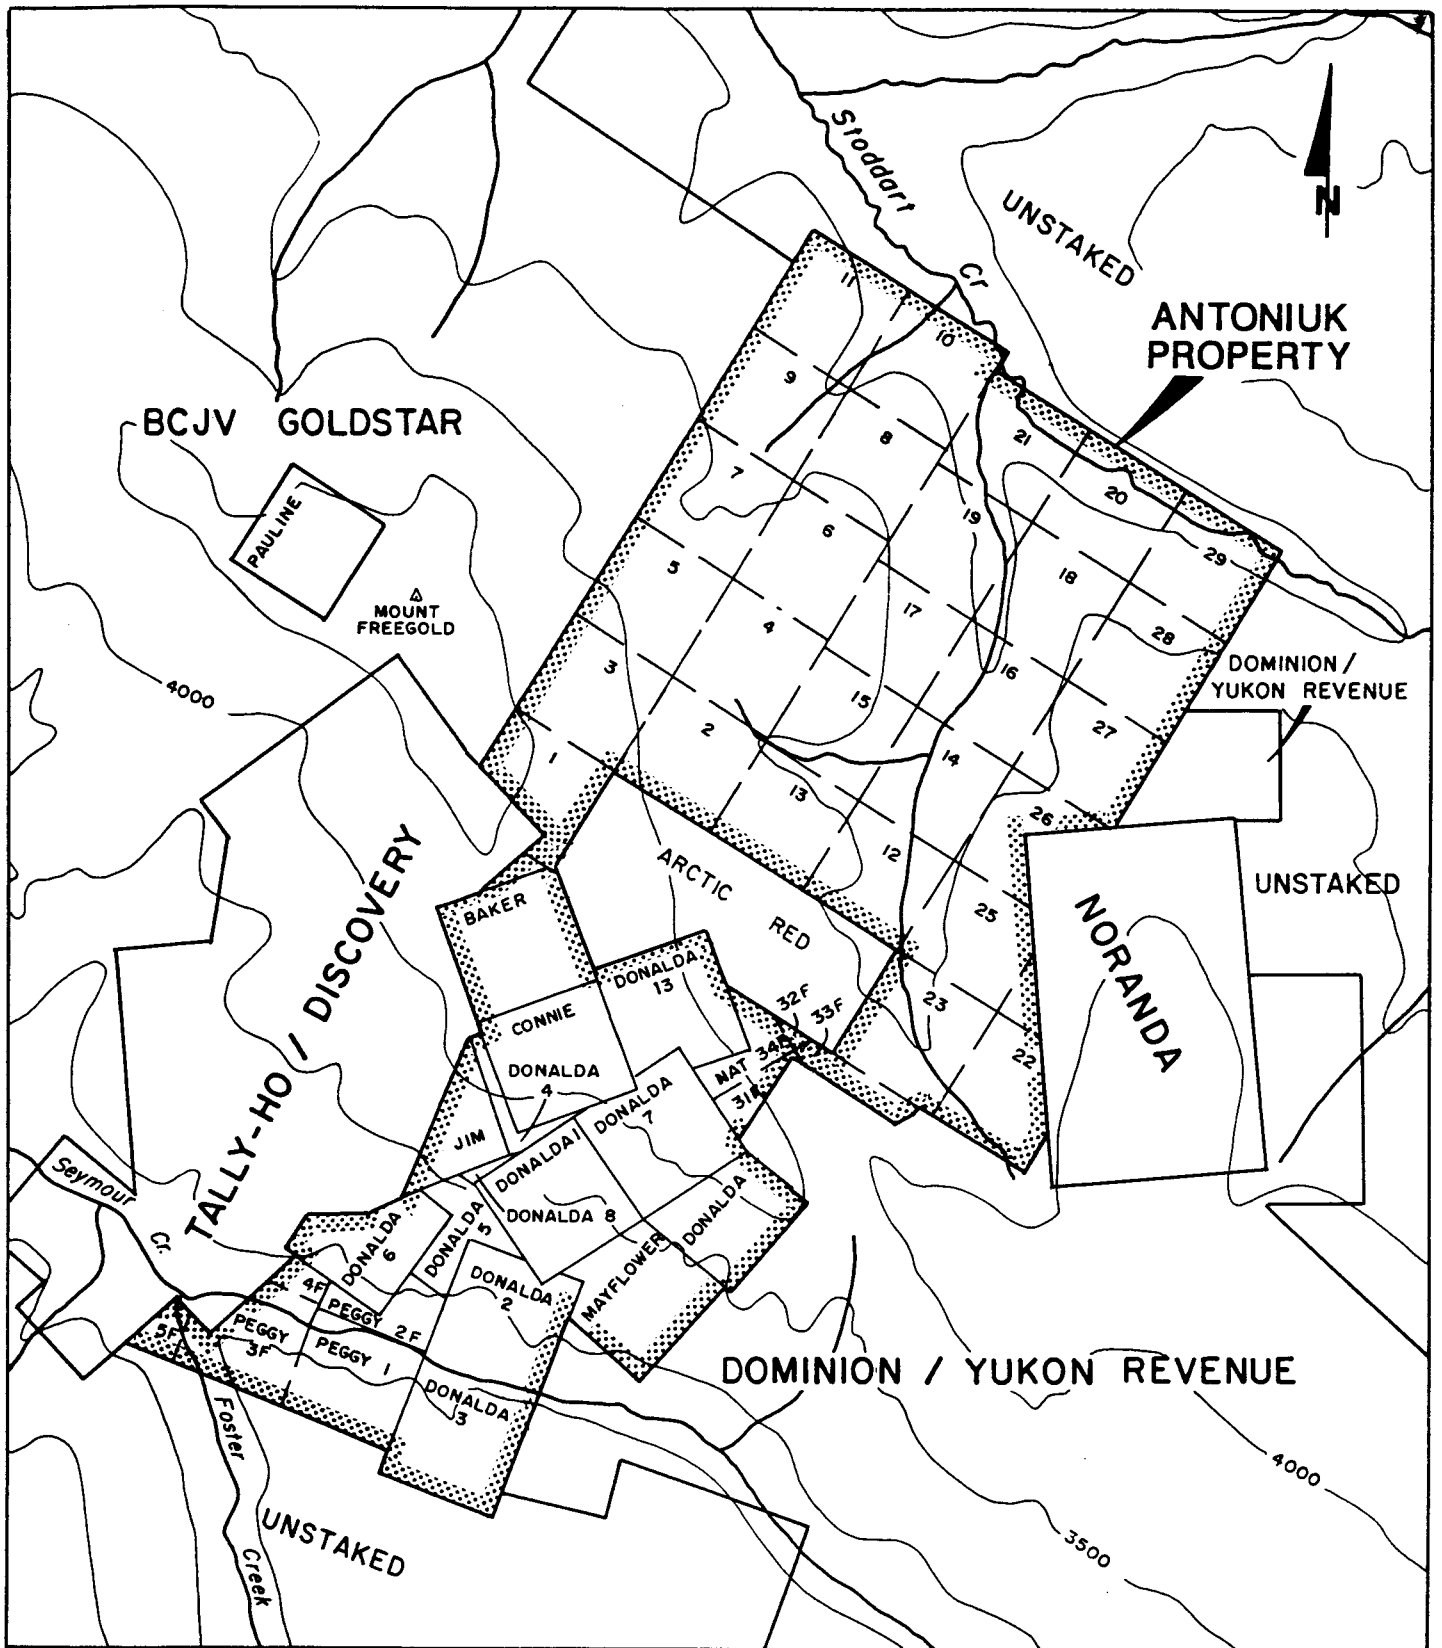 Stoddart
Cr
UNSTAKED
N
ANTONIUK
PROPERTY
11
10
9
8
21
20
29
7
6
19
18
28
5
4
17
16
27
3
2
15
14
26
1
13
12
25
23
22
BCJV GOLDSTAR
PAULINE
MOUNT
FREEGOLD
4000
DOMINION /
YUKON REVENUE
ARCTIC RED
NORANDA
UNSTAKED
TALLY-HO / DISCOVERY
BAKER
CONNIE
DONALDA
13
32F
33F
DONALDA
4
NAT 34F
31F
DONALDA
7
JIM
DONALDA 1
DONALDA 8
DONALDA
5
DONALDA
6
MAYFLOWER
DONALDA
DONALDA
2
Seymour
Cr.
4F
PEGGY 2F
5F
PEGGY
3F
PEGGY 1
DONALDA
3
DOMINION / YUKON REVENUE
Foster
Creek
UNSTAKED
4000
3500